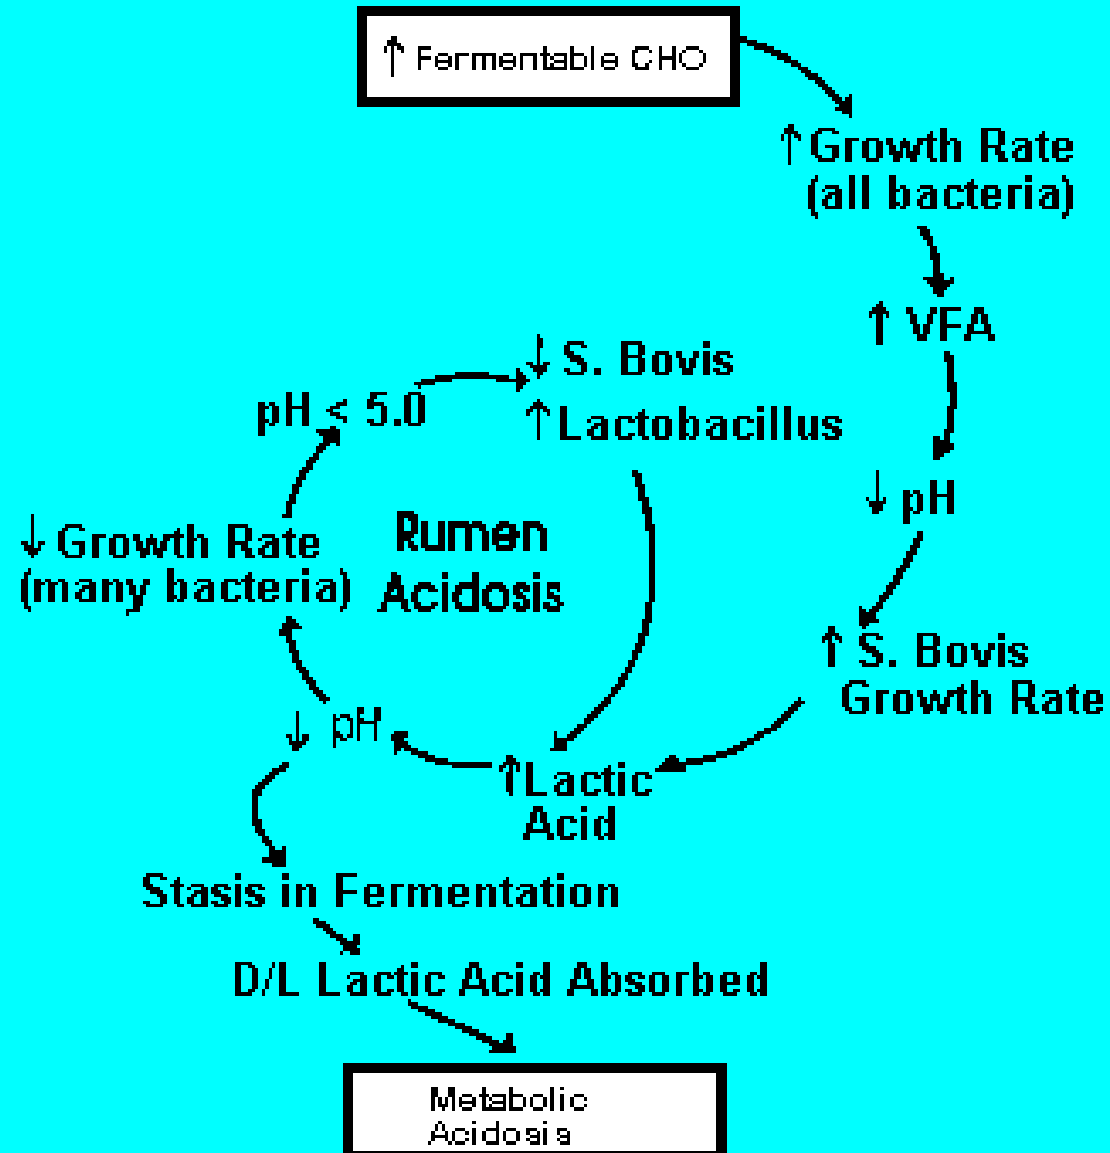 ↑ Fermentable CHO
↑ Growth Rate
(all bacteria)
↑ VFA
↓ pH
↑ S. Bovis
Growth Rate
↑ Lactic
Acid
↓ pH
↓ Growth Rate
(many bacteria)
pH < 5.0
↓ S. Bovis
↑ Lactobacillus
Rumen
Acidosis
Stasis in Fermentation
D/L Lactic Acid Absorbed
Metabolic
Acidosis